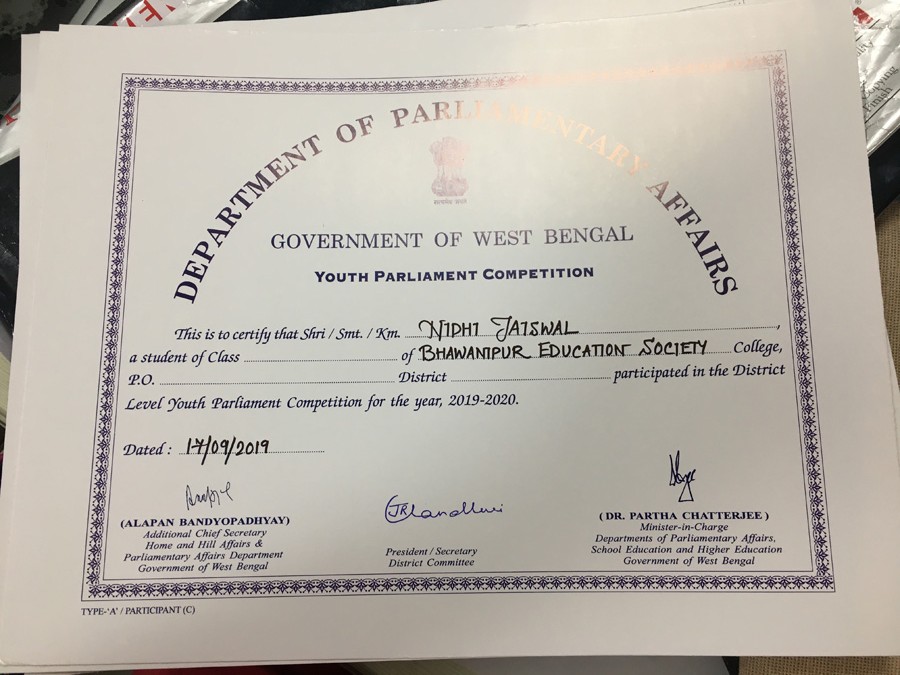 DEPARTMENT OF PARLIAMENTARY AFFAIRS
सत्यमेव जयते
GOVERNMENT OF WEST BENGAL
YOUTH PARLIAMENT COMPETITION
This is to certify that Shri / Smt. / Km. NIDHI JAISWAL,
a student of Class of BHAWANIPUR EDUCATION SOCIETY College,
P.O. District participated in the District
Level Youth Parliament Competition for the year, 2019-2020.
Dated : 17/09/2019
(ALAPAN BANDYOPADHYAY)
Additional Chief Secretary
Home and Hill Affairs &
Parliamentary Affairs Department
Government of West Bengal
President / Secretary
District Committee
( DR. PARTHA CHATTERJEE )
Minister-in-Charge
Departments of Parliamentary Affairs,
School Education and Higher Education
Government of West Bengal
TYPE-'A' / PARTICIPANT (C)